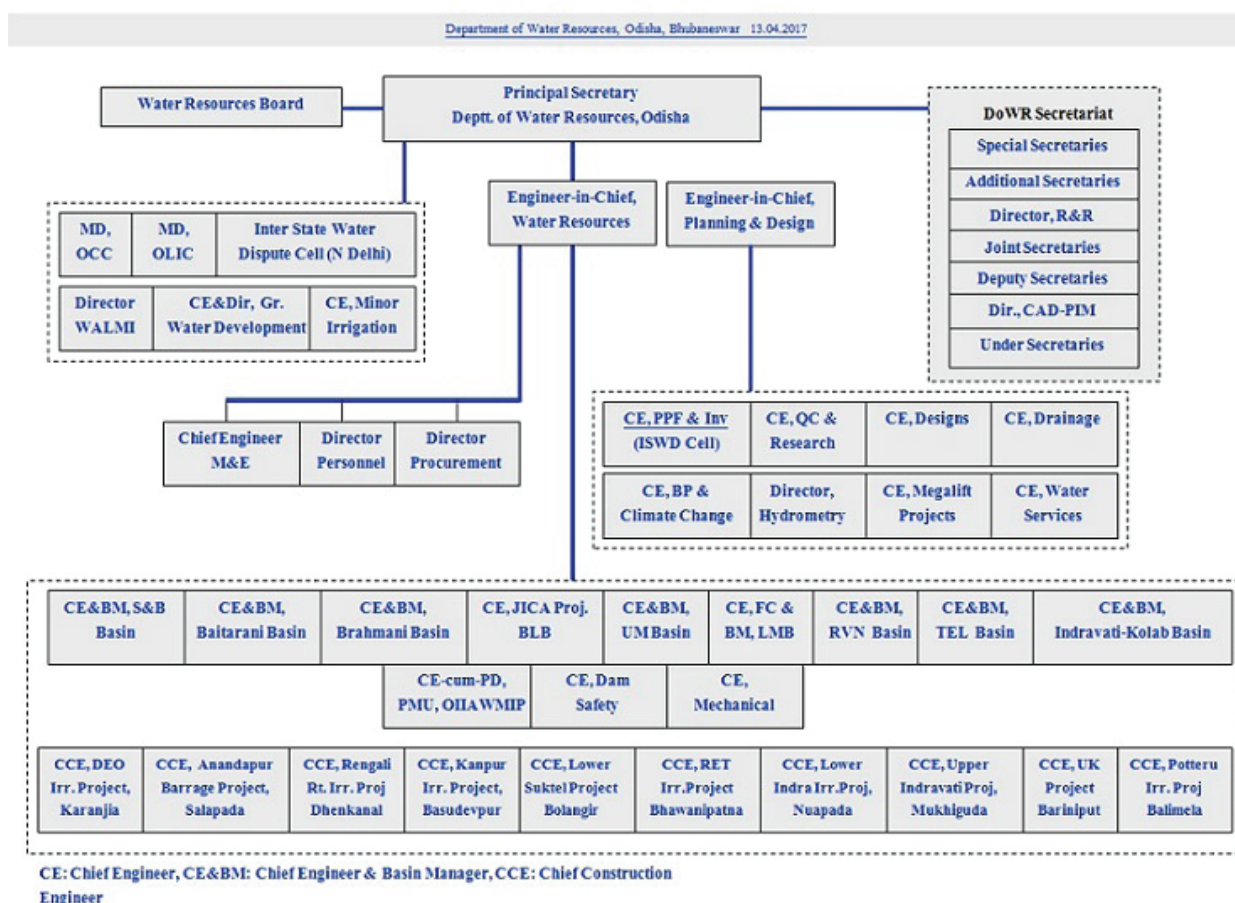 Department of Water Resources, Odisha, Bhubaneswar 13.04.2017
Water Resources Board
Principal Secretary
Deptt. of Water Resources, Odisha
DoWR Secretariat
Special Secretaries
Additional Secretaries
Director, R&R
Joint Secretaries
Deputy Secretaries
Dir., CAD-PIM
Under Secretaries
Engineer-in-Chief,
Water Resources
Engineer-in-Chief,
Planning & Design
MD,
OCC
MD,
OLIC
Inter State Water
Dispute Cell (N Delhi)
Director
WALMI
CE&Dir, Gr.
Water Development
CE, Minor
Irrigation
Chief Engineer
M&E
Director
Personnel
Director
Procurement
CE, PPF & Inv
(ISWD Cell)
CE, QC &
Research
CE, Designs
CE, Drainage
CE, BP &
Climate Change
Director,
Hydrometry
CE, Megalift
Projects
CE, Water
Services
CE&BM, S&B
Basin
CE&BM,
Baitarani Basin
CE&BM,
Brahmani Basin
CE, JICA Proj.
BLB
CE&BM,
UM Basin
CE, FC &
BM, LMB
CE&BM,
RVN Basin
CE&BM,
TEL Basin
CE&BM,
Indravati-Kolab Basin
CE-cum-PD,
PMU, OIIAWMIP
CE, Dam
Safety
CE,
Mechanical
CCE, DEO
Irr. Project,
Karanjia
CCE, Anandapur
Barrage Project,
Salapada
CCE, Rengali
Rt. Irr. Proj
Dhenkanal
CCE, Kanpur
Irr. Project,
Basudevpur
CCE, Lower
Suktel Project
Bolangir
CCE, RET
Irr.Project
Bhawanipatna
CCE, Lower
Indra Irr.Proj,
Nuapada
CCE, Upper
Indravati Proj,
Mukhiguda
CCE, UK
Project
Bariniput
CCE, Potteru
Irr. Proj
Balimela
CE: Chief Engineer, CE&BM: Chief Engineer & Basin Manager, CCE: Chief Construction
Engineer